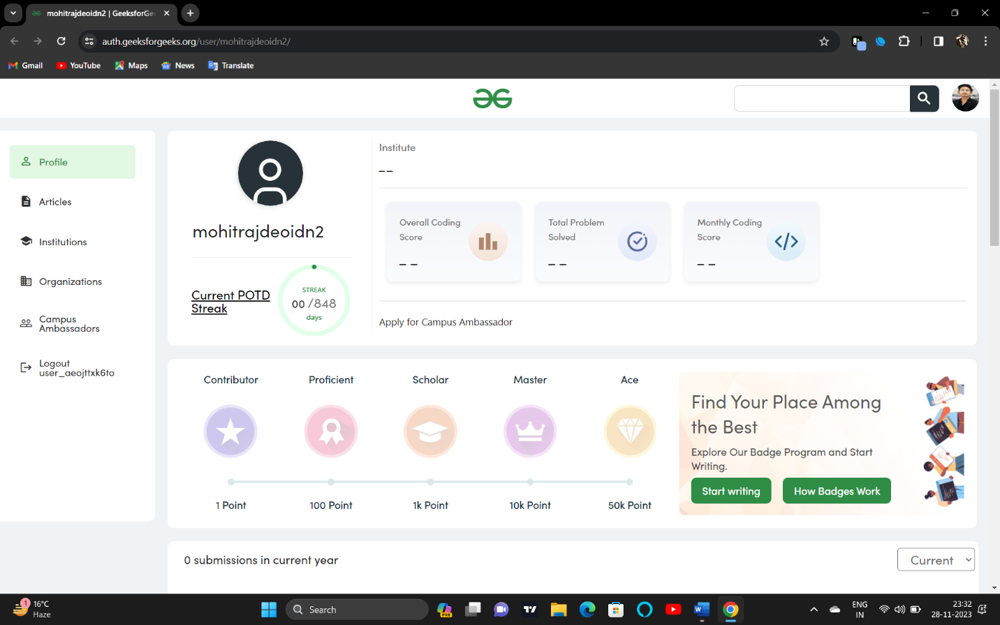 mohitrajdeoidn2 | GeeksforGe
auth.geeksforgeeks.org/user/mohitrajdeoidn2/
Gmail
YouTube
Maps
News
Translate
Profile
Articles
Institutions
Organizations
Campus
Ambassadors
Logout
user_aeojttxk6to
mohitrajdeoidn2
Current POTD
Streak
STREAK
00 /848
days
Institute
_ _
Overall Coding
Score
_ _
Total Problem
Solved
_ _
Monthly Coding
Score
_ _
Apply for Campus Ambassador
Contributor
Proficient
Scholar
Master
Ace
1 Point
100 Point
1k Point
10k Point
50k Point
Find Your Place Among
the Best
Explore Our Badge Program and Start
Writing.
Start writing
How Badges Work
0 submissions in current year
Current
1
16°C
Haze
Search
PRE
ENG
IN
23:32
28-11-2023